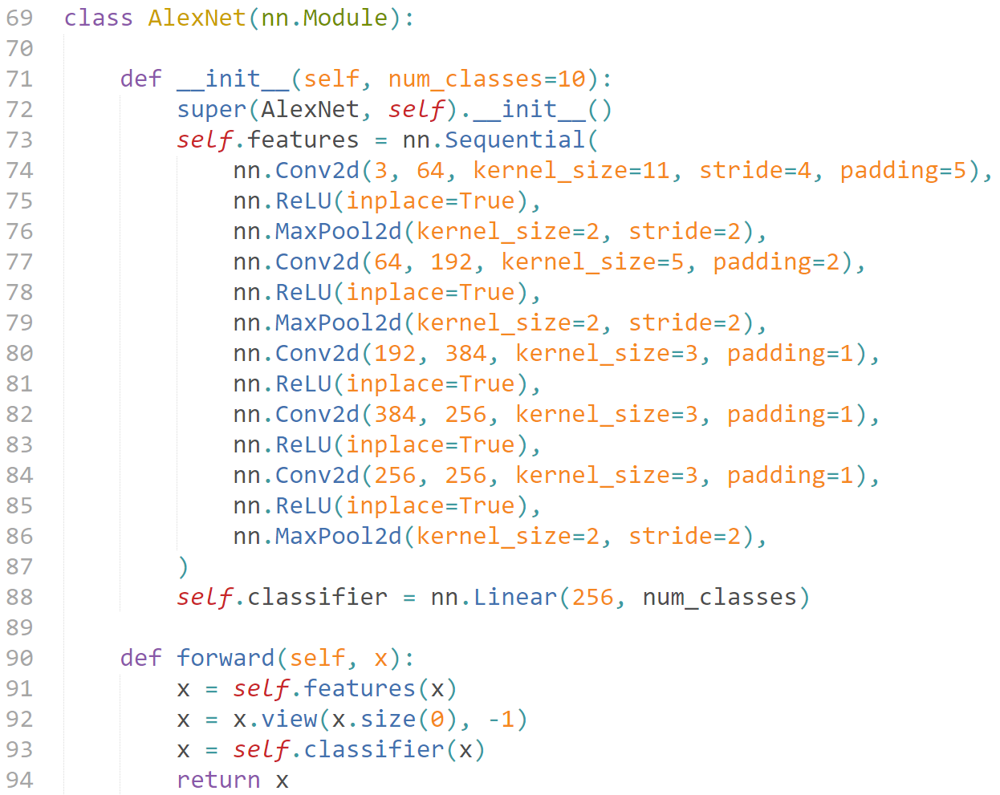 69 class AlexNet(nn.Module):
70
71     def __init__(self, num_classes=10):
72         super(AlexNet, self).__init__()
73         self.features = nn.Sequential(
74             nn.Conv2d(3, 64, kernel_size=11, stride=4, padding=5),
75             nn.ReLU(inplace=True),
76             nn.MaxPool2d(kernel_size=2, stride=2),
77             nn.Conv2d(64, 192, kernel_size=5, padding=2),
78             nn.ReLU(inplace=True),
79             nn.MaxPool2d(kernel_size=2, stride=2),
80             nn.Conv2d(192, 384, kernel_size=3, padding=1),
81             nn.ReLU(inplace=True),
82             nn.Conv2d(384, 256, kernel_size=3, padding=1),
83             nn.ReLU(inplace=True),
84             nn.Conv2d(256, 256, kernel_size=3, padding=1),
85             nn.ReLU(inplace=True),
86             nn.MaxPool2d(kernel_size=2, stride=2),
87         )
88         self.classifier = nn.Linear(256, num_classes)
89
90     def forward(self, x):
91         x = self.features(x)
92         x = x.view(x.size(0), -1)
93         x = self.classifier(x)
94         return x